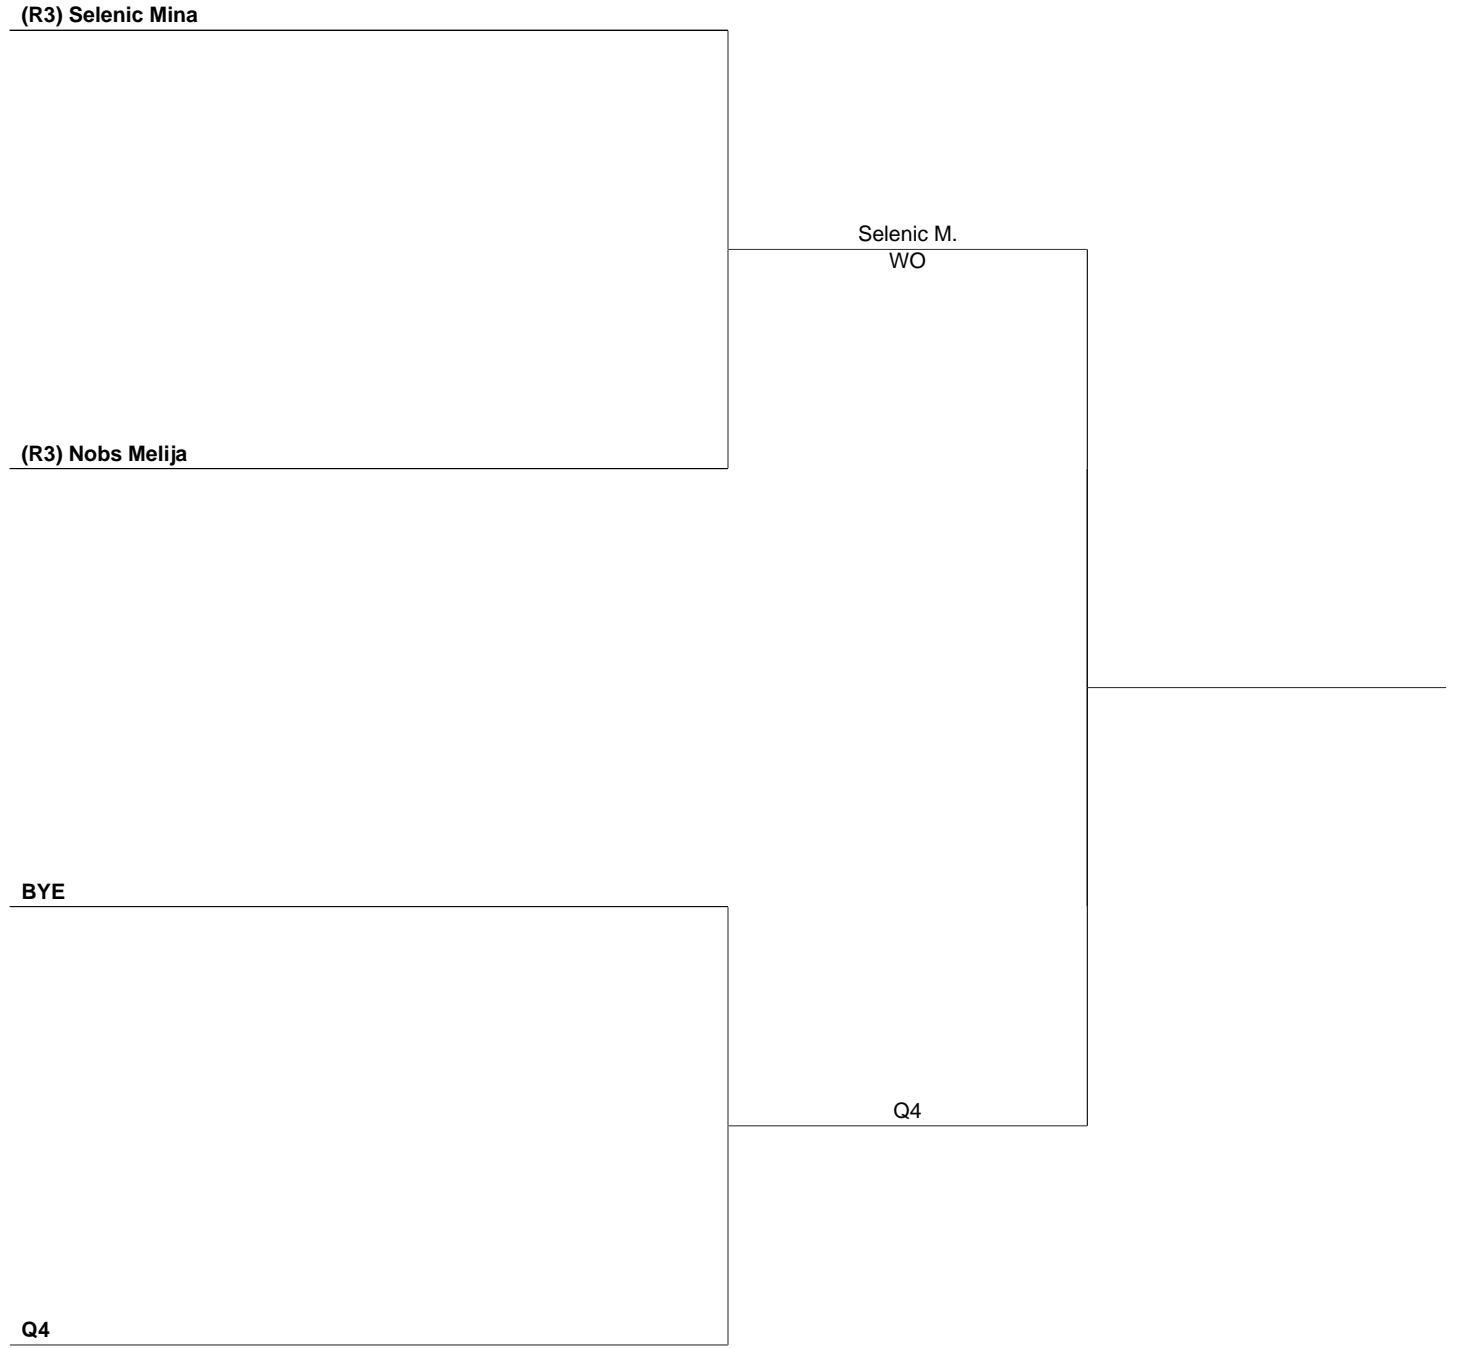 (R3) Selenic Mina
Selenic M.
WO
(R3) Nobs Melija
BYE
Q4
Q4